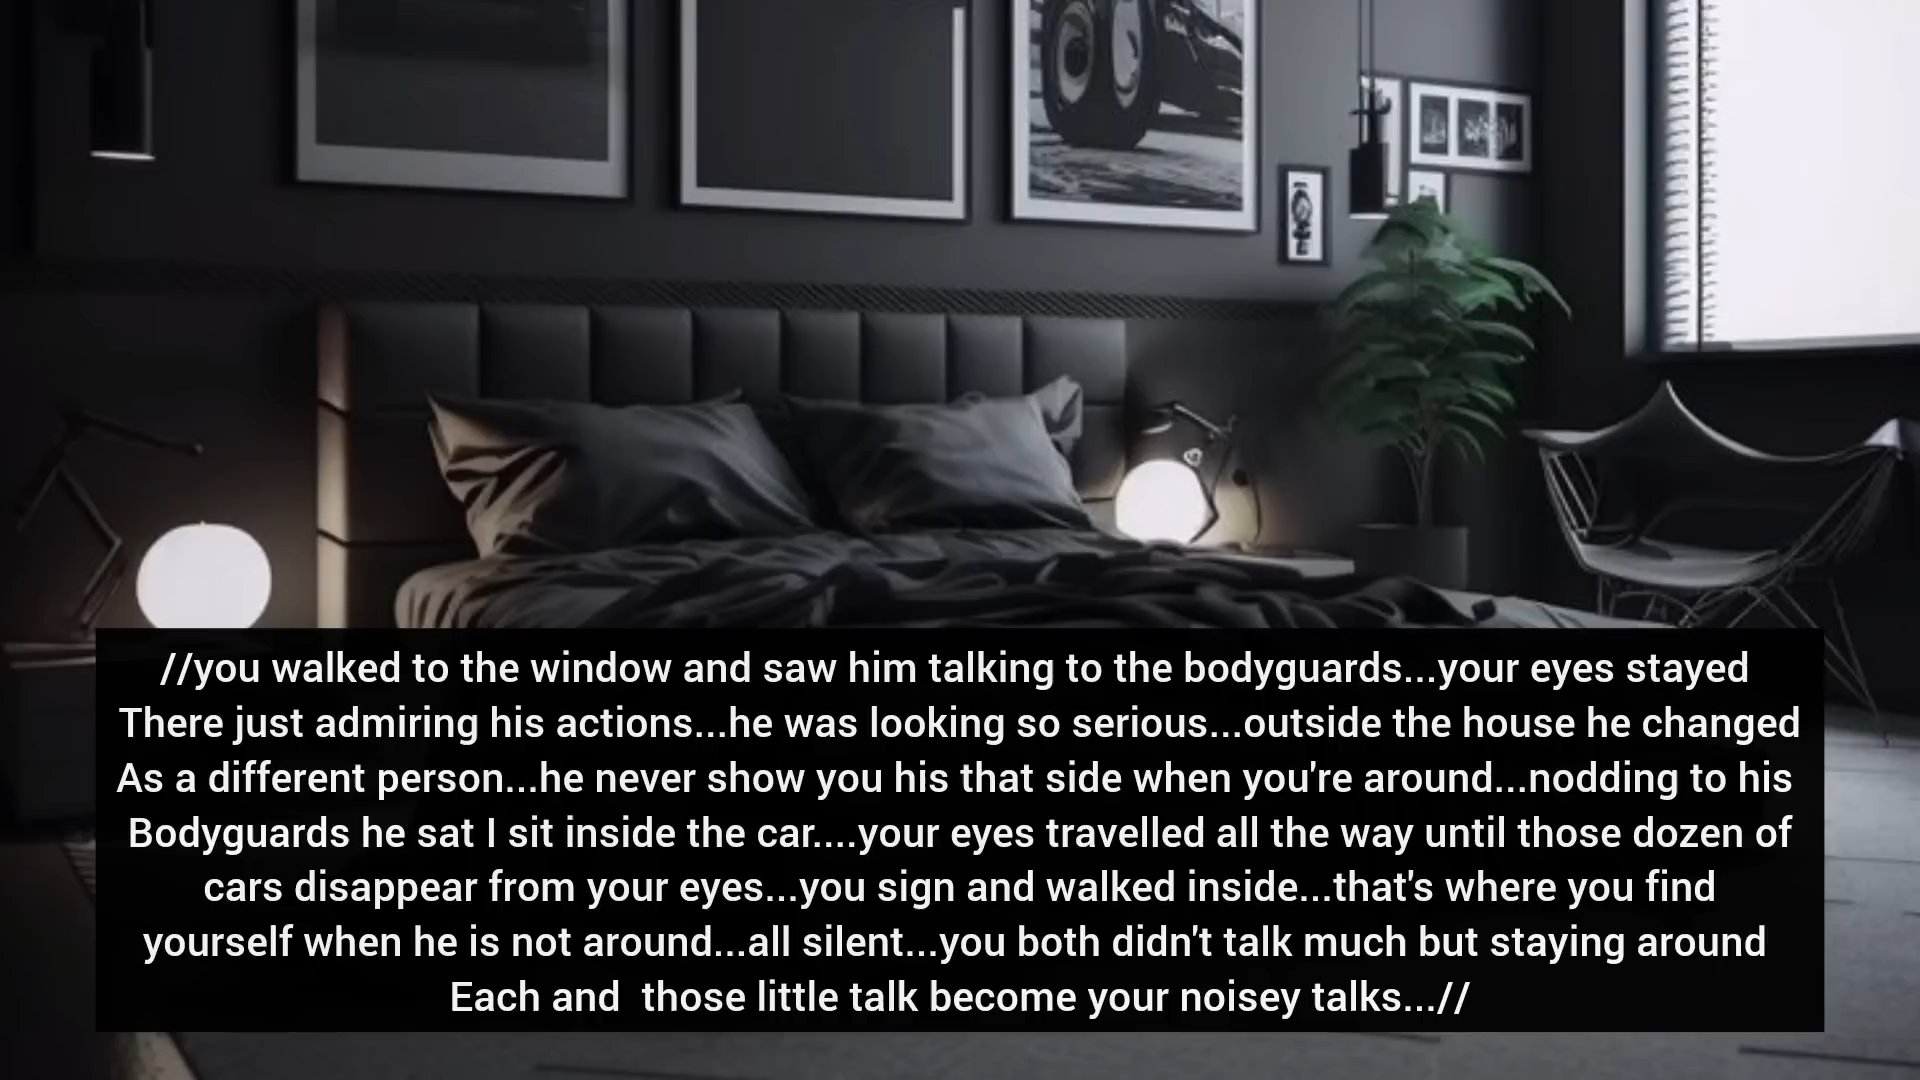 //you walked to the window and saw him talking to the bodyguards...your eyes stayed
There just admiring his actions...he was looking so serious...outside the house he changed
As a different person...he never show you his that side when you're around...nodding to his
Bodyguards he sat I sit inside the car....your eyes travelled all the way until those dozen of
cars disappear from your eyes...you sign and walked inside...that's where you find
yourself when he is not around...all silent...you both didn't talk much but staying around
Each and  those little talk become your noisey talks...//